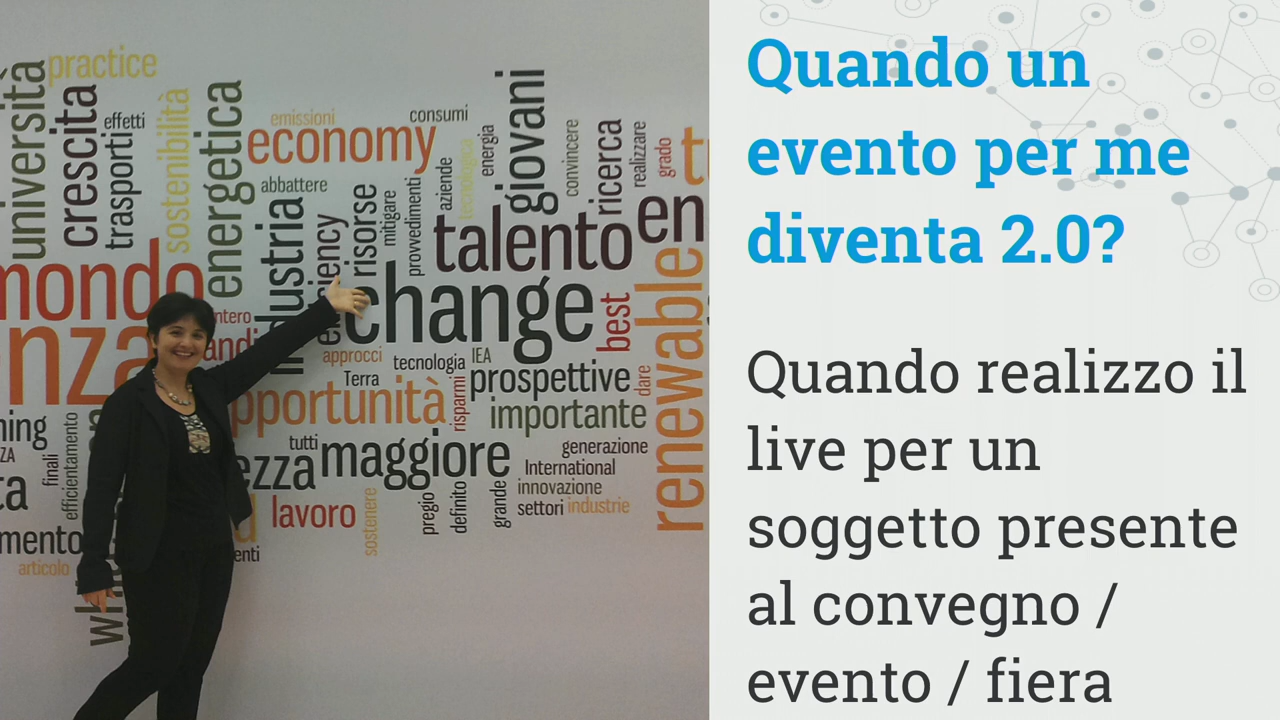 Quando un
evento per me
diventa 2.0?
Quando realizzo il
live per un
soggetto presente
al convegno /
evento / fiera
practice
università
crescita
effetti
trasporti
sostenibilità
energetica
emissioni
economy
consumi
abbattere
industria
risorse
mitigare
provvedimenti
aziende
tecnologica
energia
giovani
convincere
ricerca
realizzare
grado
talento
en
mondo
enza
change
best
renewable
approcci
tecnologia
IEA
Terra
prospettive
dare
risparmi
importante
tutti
maggiore
generazione
International
innovazione
settori
industrie
lavoro
sostenere
pregio
definito
grande
finali
efficientamento
articolo